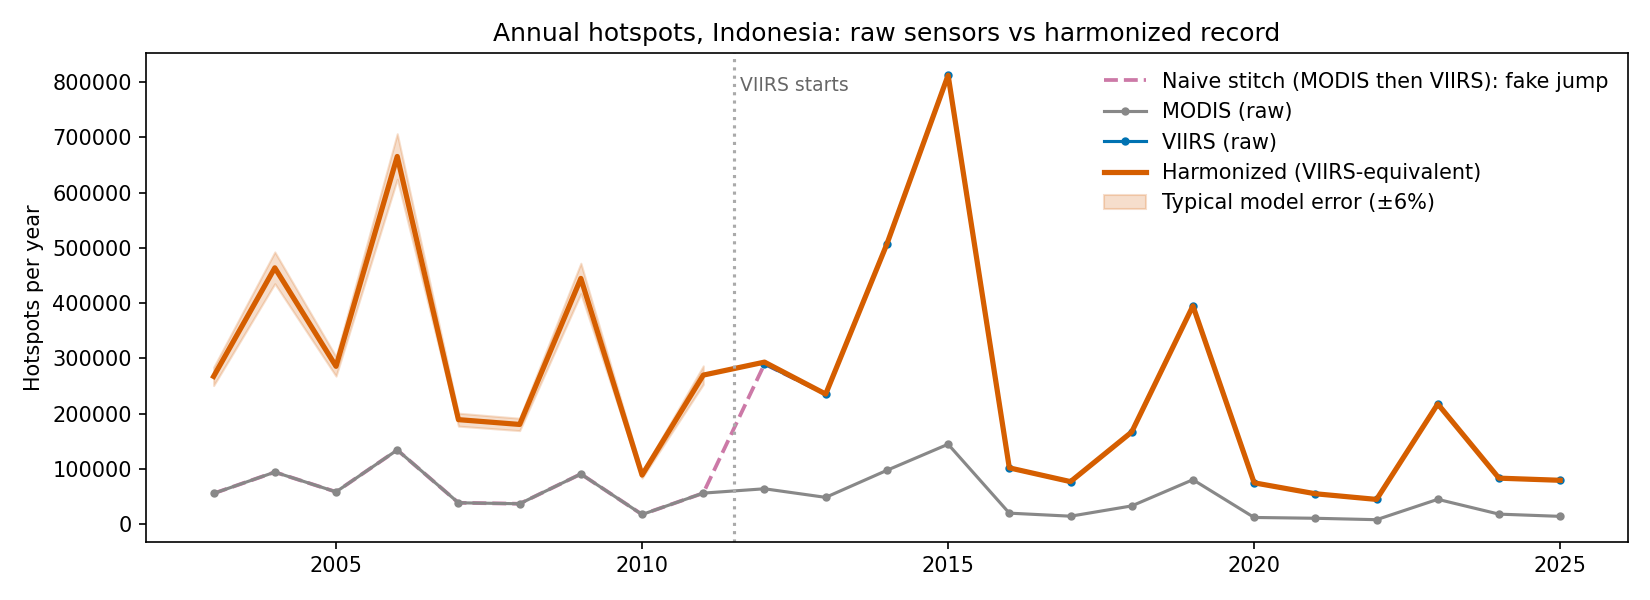 Annual hotspots, Indonesia: raw sensors vs harmonized record
Hotspots per year
800000
700000
600000
500000
400000
300000
200000
100000
0
VIIRS starts
Naive stitch (MODIS then VIIRS): fake jump
MODIS (raw)
VIIRS (raw)
Harmonized (VIIRS-equivalent)
Typical model error (±6%)
2005
2010
2015
2020
2025